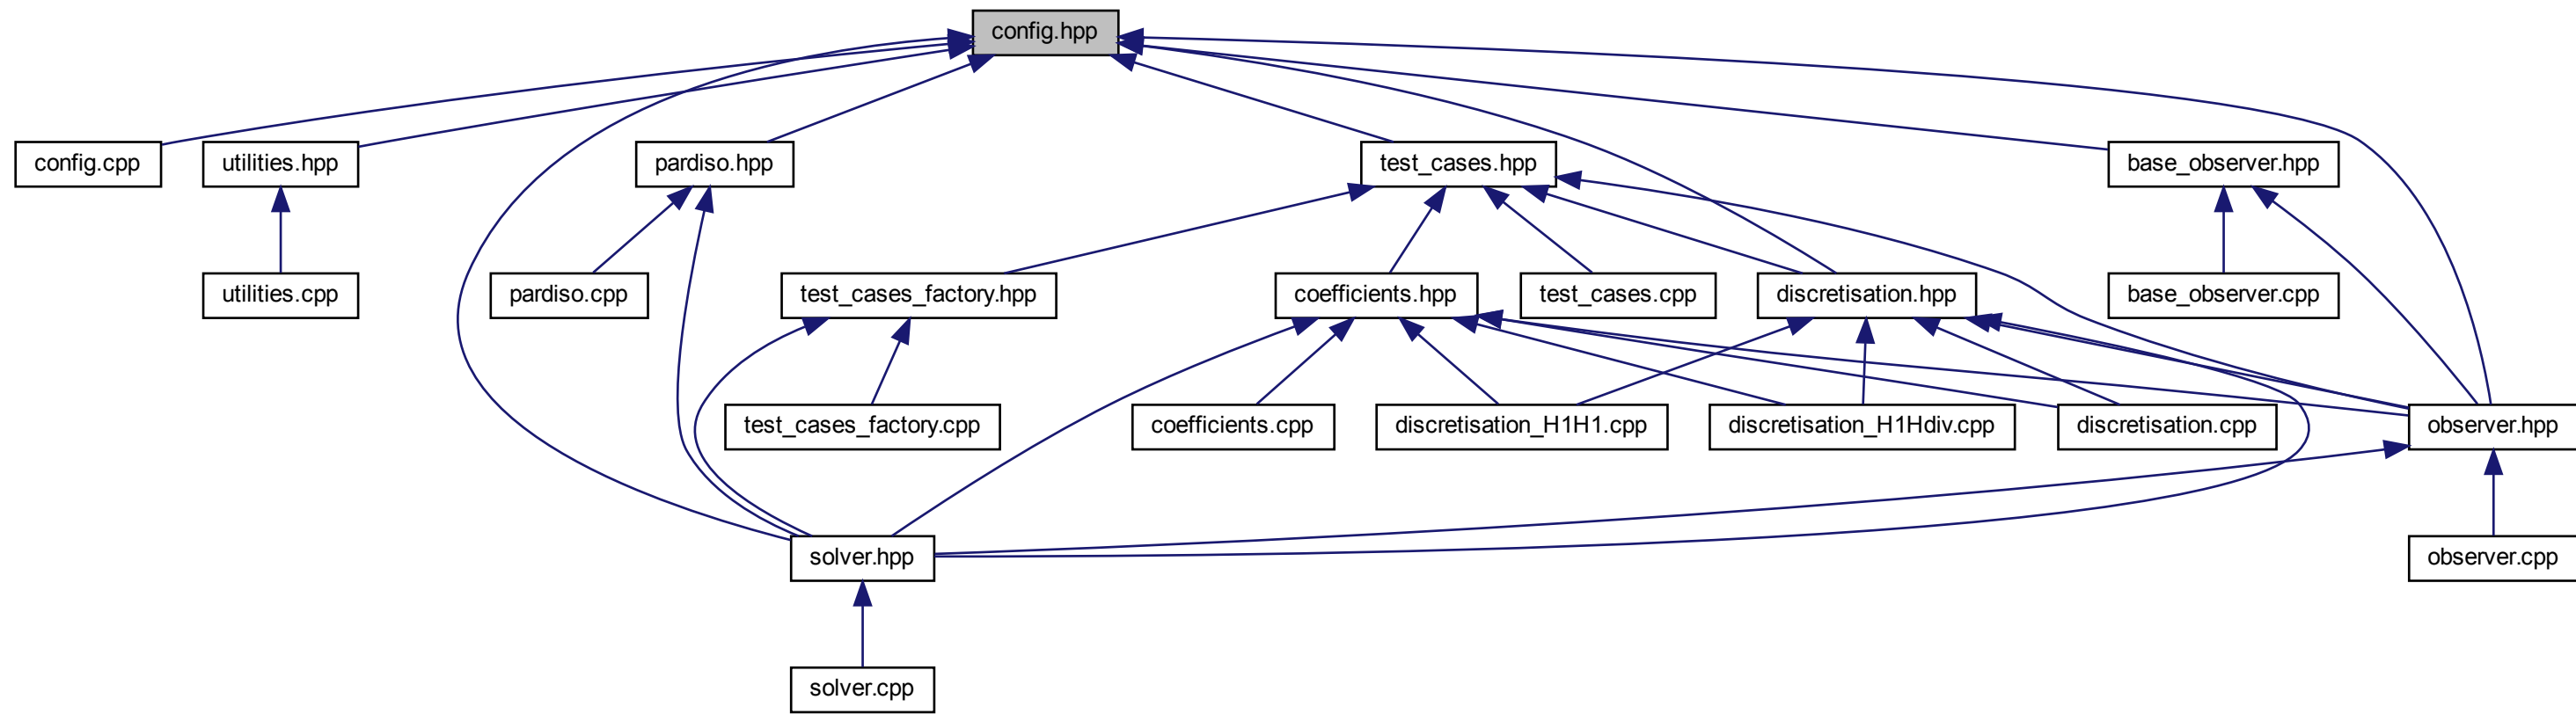 config.hpp
config.cpp
utilities.hpp
pardiso.hpp
test_cases.hpp
base_observer.hpp
utilities.cpp
pardiso.cpp
test_cases_factory.hpp
coefficients.hpp
test_cases.cpp
discretisation.hpp
base_observer.cpp
test_cases_factory.cpp
coefficients.cpp
discretisation_H1H1.cpp
discretisation_H1Hdiv.cpp
discretisation.cpp
observer.hpp
solver.hpp
observer.cpp
solver.cpp